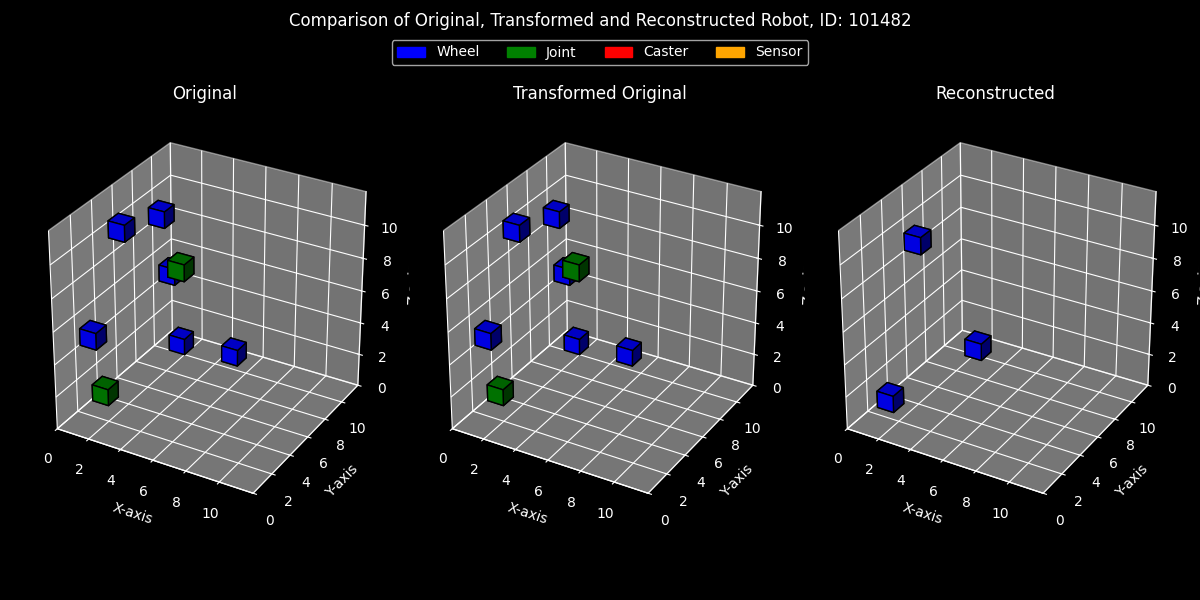 Comparison of Original, Transformed and Reconstructed Robot, ID: 101482
Wheel Joint Caster Sensor
Original Transformed Original Reconstructed
10 10 10
8 8 8
6 6 6
4 4 4
2 2 2
0 0 0
0 2 4 6 8 10 0 2 4 6 8 10 0 2 4 6 8 10
0 2 4 6 8 10 0 2 4 6 8 10 0 2 4 6 8 10
X-axis Y-axis X-axis Y-axis X-axis Y-axis